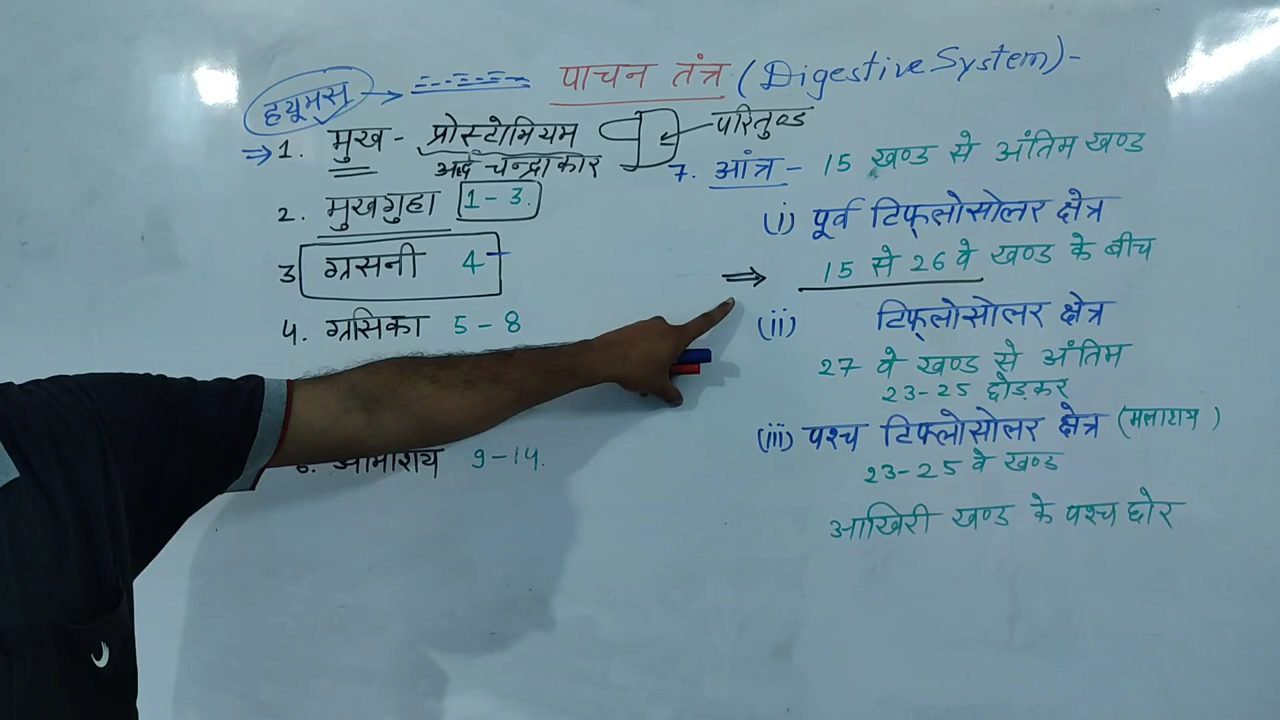 पाचन तंत्र (Digestive System)-
ह्यूमस →
⇒ 1. मुख - प्रोस्टोमियम
अर्द्ध चन्द्राकार
परितुण्ड
2. मुखगुहा 1-3.
3 ग्रसनी 4
4. ग्रसिका 5-8
6. आमाशय 9-14.
7. आंत्र - 15 खण्ड से अंतिम खण्ड
(i) पूर्व टिफ्लोसोलर क्षेत्र
⇒ 15 से 26 वे खण्ड के बीच
(ii) टिफ्लोसोलर क्षेत्र
27 वे खण्ड से अंतिम
23-25 छोड़कर
(iii) पश्च टिफ्लोसोलर क्षेत्र (मलाशय)
23-25 वे खण्ड
आखिरी खण्ड के पश्च छोर